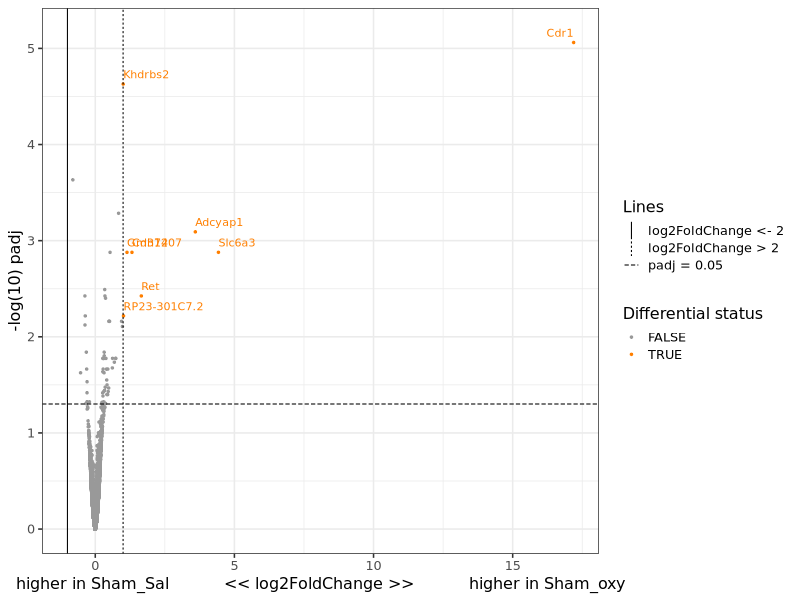 Cdr1
5
Khdrbs2
4
Adcyap1
Slc6a3
3
Ret
RP23-301C7.2
2
1
0
-log(10) padj
0
5
10
15
higher in Sham_Sal
<< log2FoldChange >>
higher in Sham_oxy
Lines
log2FoldChange <- 2
log2FoldChange > 2
padj = 0.05
Differential status
FALSE
TRUE